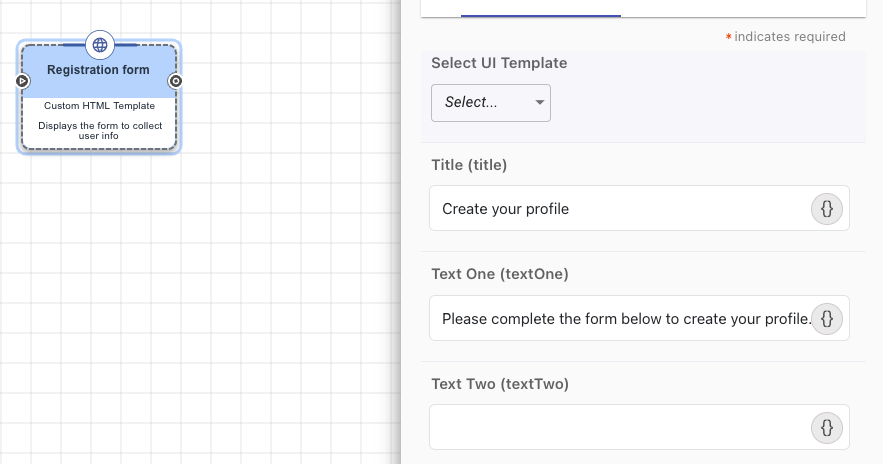 Registration form
Custom HTML Template
Displays the form to collect
user info
* indicates required
Select UI Template
Select...
Title (title)
Create your profile
{}
Text One (textOne)
Please complete the form below to create your profile.
{}
Text Two (textTwo)
{}